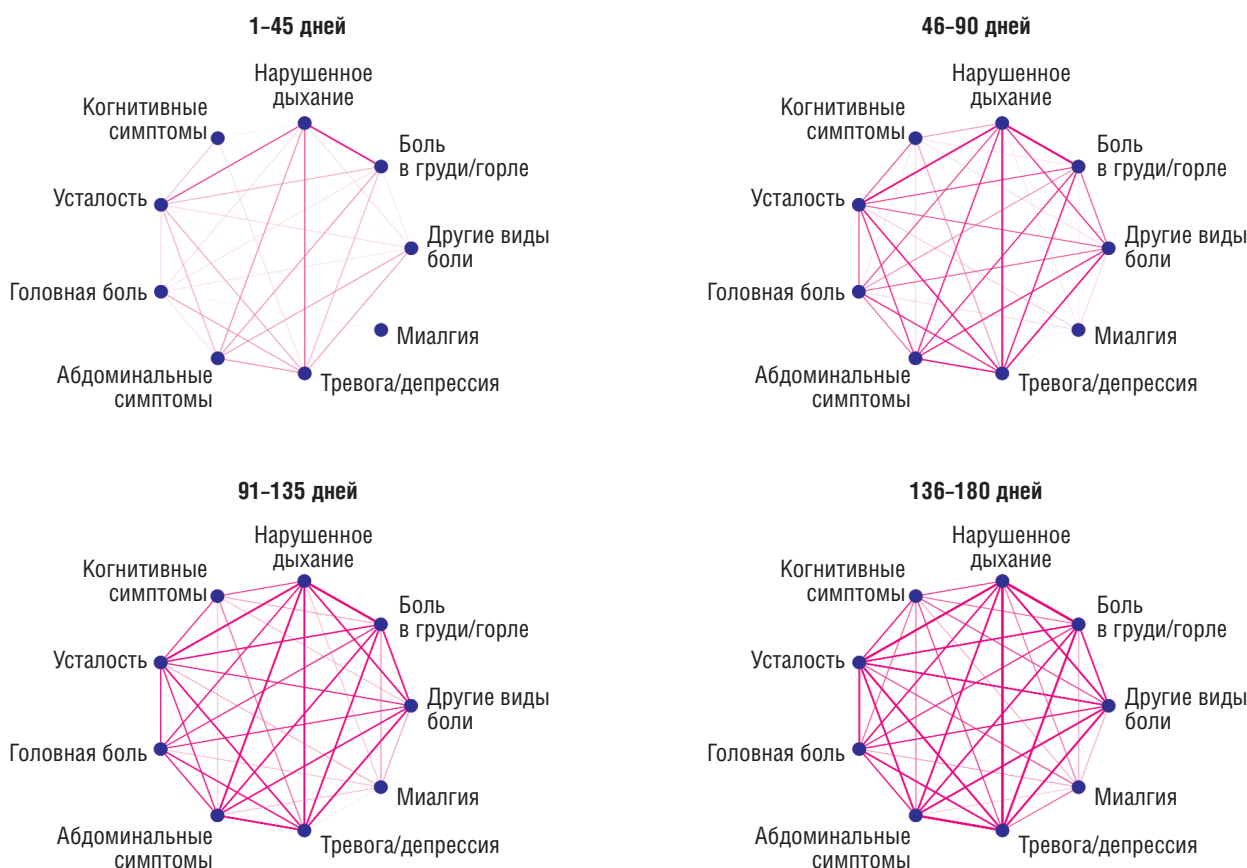 1–45 дней
Нарушенное
дыхание
Когнитивные
симптомы
Боль
в груди/горле
Усталость
Другие виды
боли
Головная боль
Миалгия
Абдоминальные
симптомы
Тревога/депрессия
46–90 дней
Нарушенное
дыхание
Когнитивные
симптомы
Боль
в груди/горле
Усталость
Другие виды
боли
Головная боль
Миалгия
Абдоминальные
симптомы
Тревога/депрессия
91–135 дней
Нарушенное
дыхание
Когнитивные
симптомы
Боль
в груди/горле
Усталость
Другие виды
боли
Головная боль
Миалгия
Абдоминальные
симптомы
Тревога/депрессия
136–180 дней
Нарушенное
дыхание
Когнитивные
симптомы
Боль
в груди/горле
Усталость
Другие виды
боли
Головная боль
Миалгия
Абдоминальные
симптомы
Тревога/депрессия